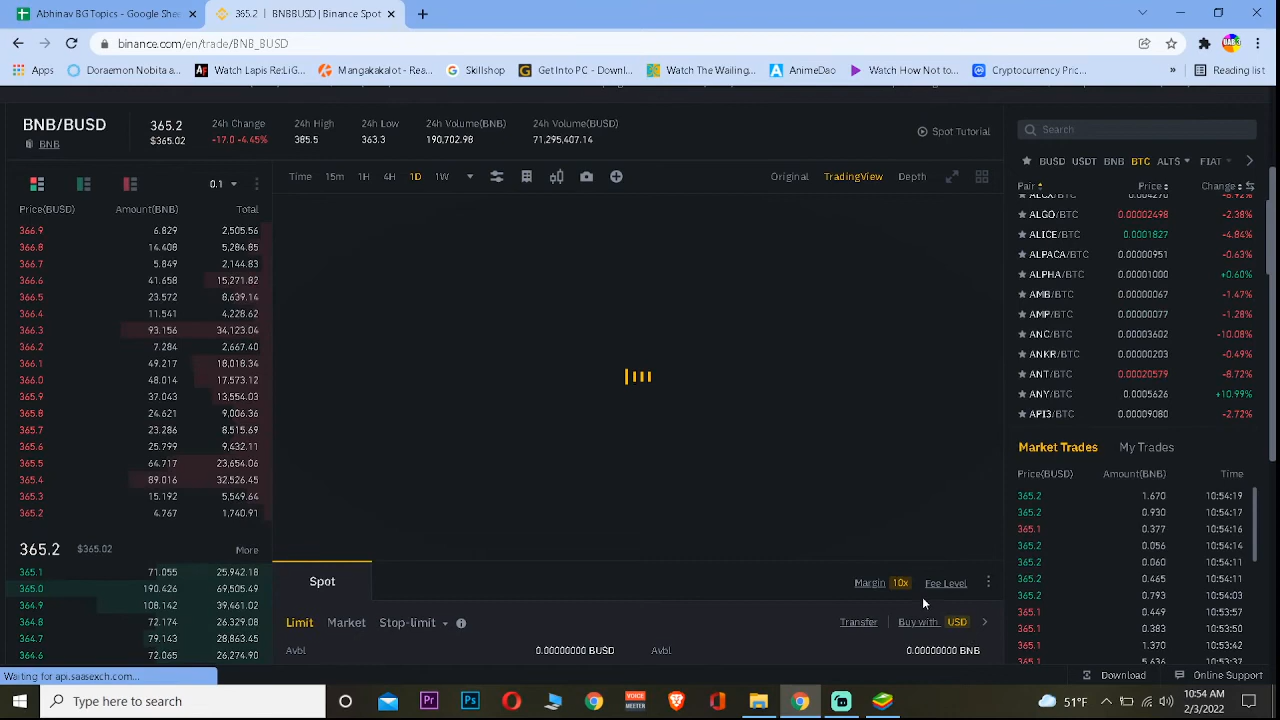 Abhinav BG Topics - Google She
365.2 | BNBBUSD | Binance Spot
binance.com/en/trade/BNB_BUSD
Apps
Watch Lapis ReLiG...
Skillshop
Get Into PC - Downl...
Watch The Wailing...
AnimeDao
Watch How Not to...
Cryptocurrency Pric...
»
Reading list
BNB/BUSD
BNB
365.2
$365.02
24h Change
-17.0 -4.45%
24h High
24h Low
24h Volume(BNB)
190,702.98
24h Volume(BUSD)
71,295,407.14
Spot Tutorial
Search
BUSD USDT BNB BTC ALTS FIAT
Time 15m 1H 4H 1D 1W
Original TradingView Depth
0.1
Price(BUSD) Amount(BNB) Total
366.9 6.829 2,505.56
366.8 14.408 5,284.85
366.7 5.849 2,144.83
366.6 41.658 15,271.82
366.5 23.572 8,639.14
366.4 11.541 4,228.62
366.3 93.156 34,123.04
366.2 7.284 2,667.40
366.1 49.217 18,018.34
366.0 48.014 17,573.12
365.9 37.043 13,554.03
365.8 24.621 9,006.36
365.7 23.286 8,515.69
365.6
365.5 64.717 23,654.06
365.4 89.016 32,526.45
365.3 15.192 5,549.64
365.2 4.767 1,740.91
365.2 $365.02 More
365.1 71.055 25,942.18
365.0 190.426 69,505.49
364.9 108.142 39,461.02
364.8 72.174 26,329.08
364.7 79.143 28,863.45
364.6 72.065 26,274.90
Pair Price Change
ALGO/BTC 0.00002498 -2.38%
ALICE/BTC 0.0001827 -4.84%
ALPACA/BTC 0.00000951 -0.63%
ALPHA/BTC 0.00001000 +0.60%
AMB/BTC 0.00000067 -1.47%
AMP/BTC 0.00000077 -1.28%
ANC/BTC 0.00003602 -10.08%
ANKR/BTC 0.00000203 -0.49%
ANT/BTC 0.00020579 -8.72%
ANY/BTC 0.0005626 +10.99%
API3/BTC 0.00009080 -2.72%
Market Trades My Trades
Price(BUSD) Amount(BNB) Time
365.2 1.670 10:54:19
365.2 0.930 10:54:17
365.1 0.377 10:54:16
365.2 0.056 10:54:14
365.2 0.060 10:54:11
365.2 0.465 10:54:11
365.2 0.793 10:54:03
365.1 0.449 10:53:57
365.1 0.383 10:53:50
365.1 1.370 10:53:38
365.1 5.636 10:53:37
Spot
Margin 10x Fee Level
Limit Market Stop-limit
Transfer Buy with USD
Avbl 0.00000000 BUSD
Avbl 0.00000000 BNB
Waiting for api.saasexch.com...
Download Online Support
Type here to search
VOICE MEETER
Pr
Ps
51°F
10:54 AM
2/3/2022